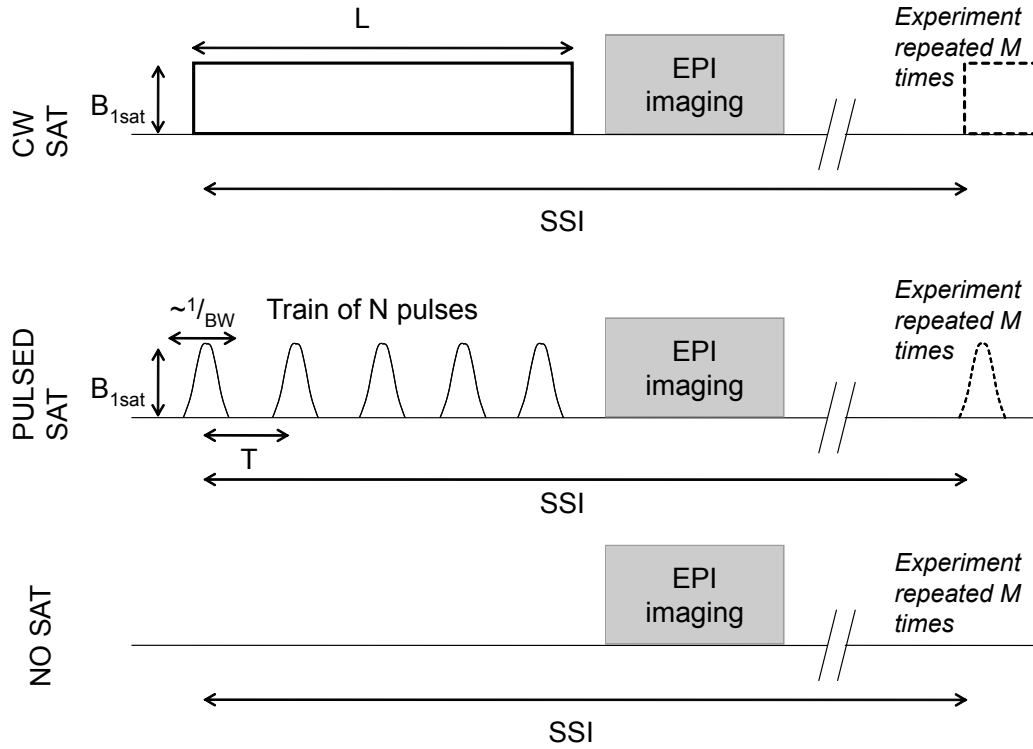 L
Experiment
repeated M
times
EPI
imaging
B1sat
CW
SAT
SSI
~1/BW
Train of N pulses
Experiment
repeated M
times
EPI
imaging
B1sat
PULSED
SAT
T
SSI
EPI
imaging
Experiment
repeated M
times
NO SAT
SSI